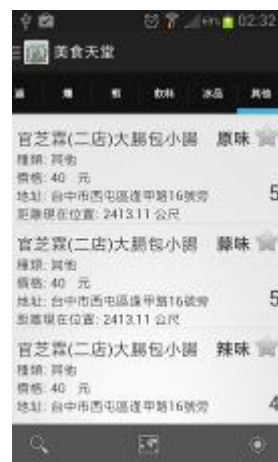 02:32
美食天堂
飲料 冰品 其他
官芝霖(二店)大腸包小腸 原味
種類: 其他
價格: 40 元
地址: 台中市西屯區逢甲路16號旁
5
距離現在位置: 2413.11 公尺
官芝霖(二店)大腸包小腸 蒜味
種類: 其他
價格: 40 元
地址: 台中市西屯區逢甲路16號旁
5
距離現在位置: 2413.11 公尺
官芝霖(二店)大腸包小腸 辣味
種類: 其他
價格: 40 元
地址: 台中市西屯區逢甲路16號旁
4